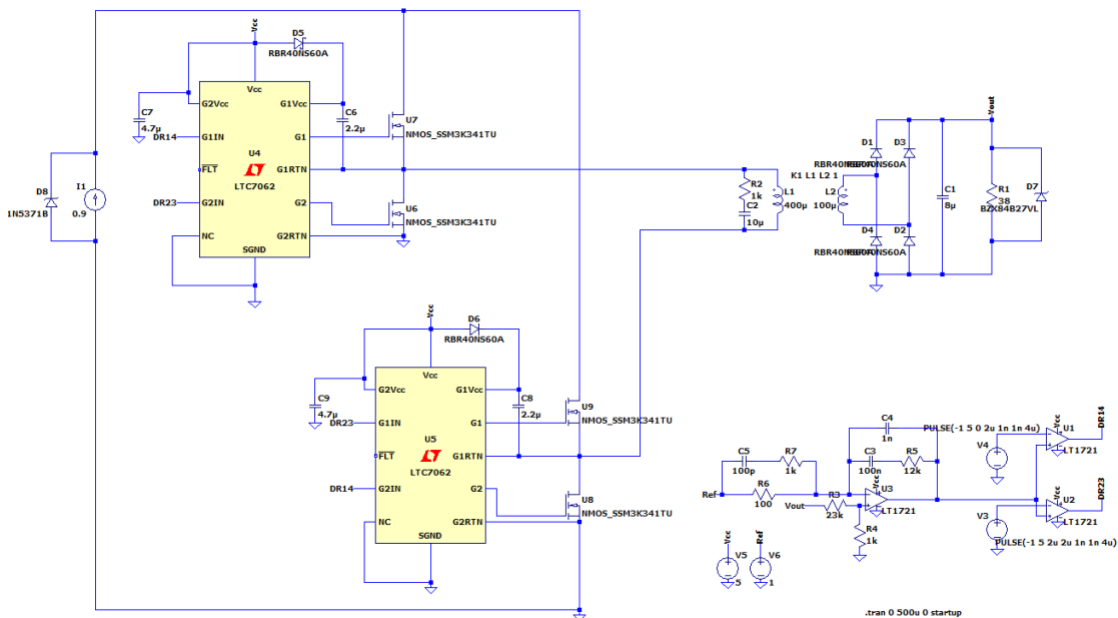 Vcc
D5
RBR40NS60A
Vcc
G2Vcc
G1Vcc
C7
4.7µ
C6
2.2µ
U7
NMOS_SSM3K341TU
DR14
G1IN
G1
U4
FLT
LTC7062
G1RTN
D8
1N5371B
I1
0.9
DR23
G2IN
G2
U6
NMOS_SSM3K341TU
NC
G2RTN
SGND
R2
1k
C2
10µ
K1 L1 L2 1
L1
400µ
L2
100µ
D1
D3
RBR40NS60A
D4
D2
C1
8µ
Vout
R1
38
D7
BZX84B27VL
Vcc
D6
RBR40NS60A
Vcc
G2Vcc
G1Vcc
C9
4.7µ
C8
2.2µ
U9
NMOS_SSM3K341TU
DR23
G1IN
G1
U5
FLT
LTC7062
G1RTN
DR14
G2IN
G2
U8
NMOS_SSM3K341TU
NC
G2RTN
SGND
C4
1n
PULSE(-1 5 0 2u 1n 1n 4u)
Vcc
U1
DR14
LT1721
V4
C5
100p
R7
1k
C3
100n
R5
12k
Ref
R6
100
Vout
R3
23k
Vcc
U3
LT1721
R4
1k
Vcc
U2
DR23
LT1721
V3
PULSE(-1 5 2u 2u 1n 1n 4u)
Vcc
V5
5
Ref
V6
1
.tran 0 500u 0 startup